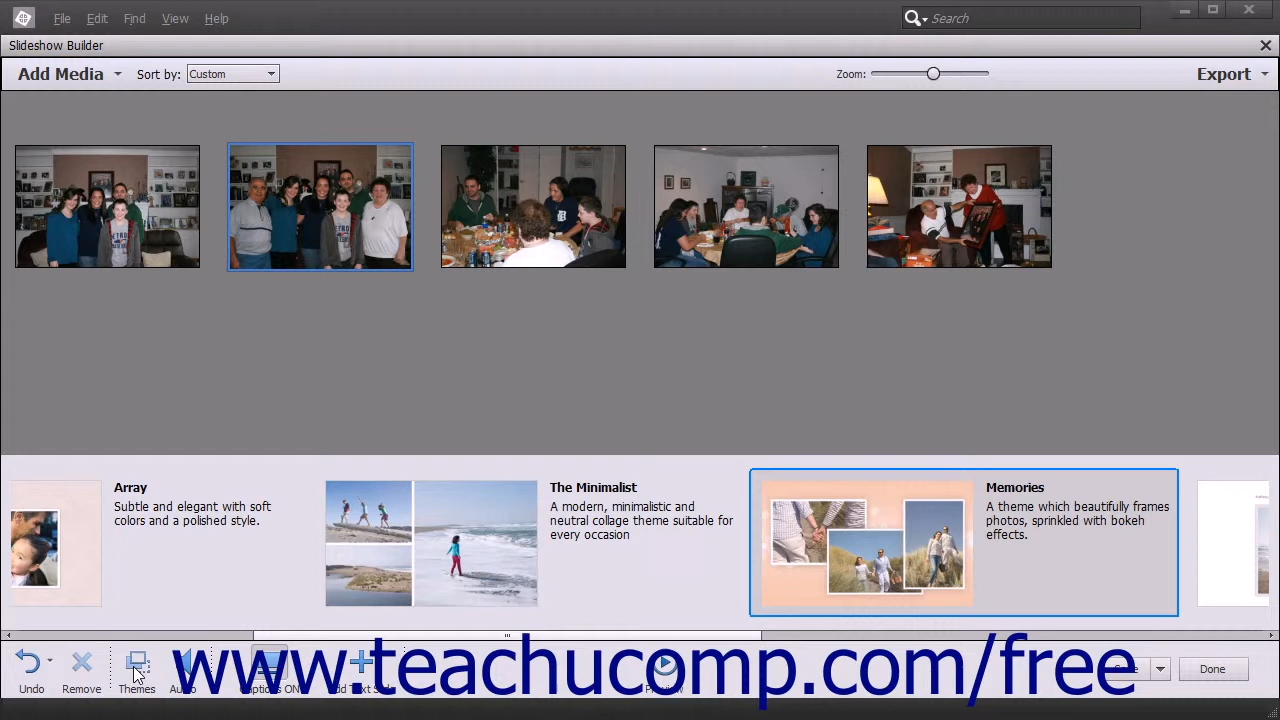 File Edit Find View Help Search
Slideshow Builder
Add Media Sort by: Custom Zoom: Export
Array
Subtle and elegant with soft
colors and a polished style.
The Minimalist
A modern, minimalistic and
neutral collage theme suitable for
every occasion
Memories
A theme which beautifully frames
photos, sprinkled with bokeh
effects.
www.teachucomp.com/free
Done
Undo Remove Themes